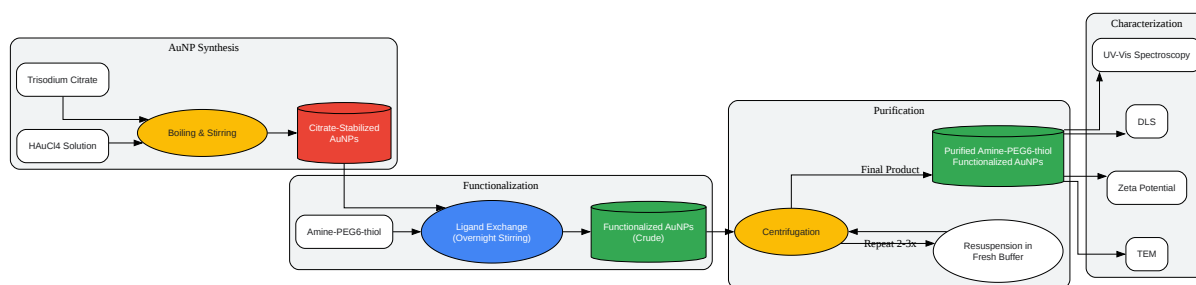 AuNP Synthesis
Trisodium Citrate
HAuCl4 Solution
Boiling & Stirring
Citrate-Stabilized
AuNPs
Functionalization
Amine-PEG6-thiol
Ligand Exchange
(Overnight Stirring)
Functionalized AuNPs
(Crude)
Purification
Centrifugation
Final Product
Repeat 2-3x
Purified Amine-PEG6-thiol
Functionalized AuNPs
Resuspension in
Fresh Buffer
Characterization
UV-Vis Spectroscopy
DLS
Zeta Potential
TEM